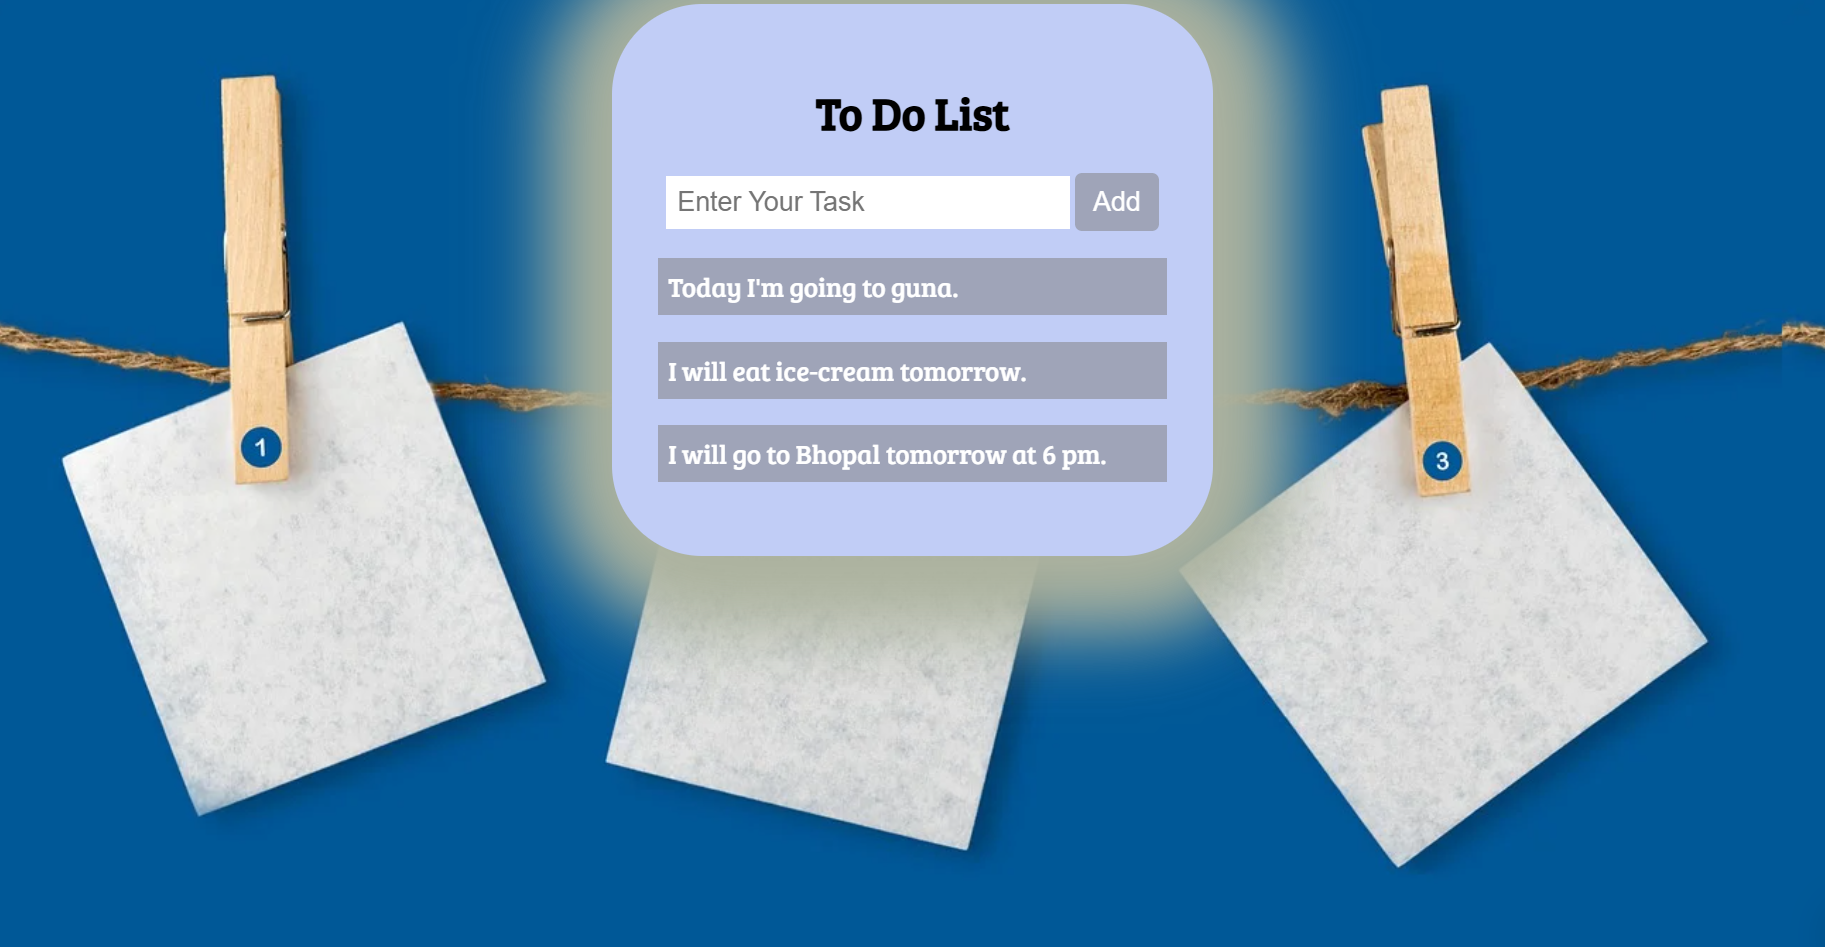 To Do List
Enter Your Task
Add
Today I'm going to guna.
I will eat ice-cream tomorrow.
I will go to Bhopal tomorrow at 6 pm.
1
3